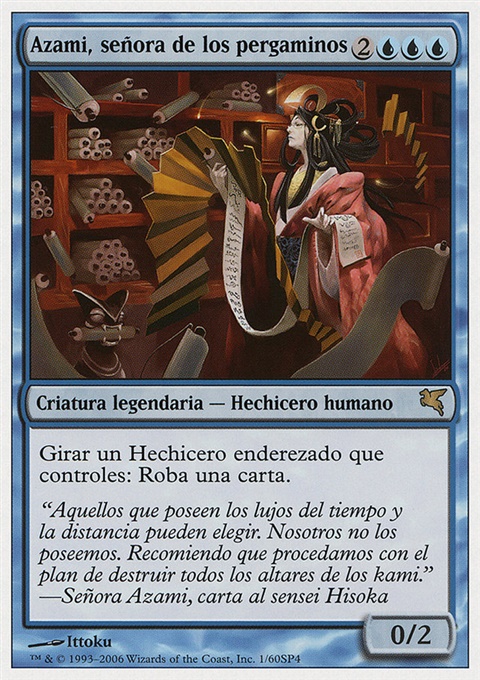 Azami, señora de los pergaminos 2
Criatura legendaria — Hechicero humano
Girar un Hechicero enderezado que
controles: Roba una carta.
“Aquellos que poseen los lujos del tiempo y
la distancia pueden elegir. Nosotros no los
poseemos. Recomiendo que procedamos con el
plan de destruir todos los altares de los kami.”
—Señora Azami, carta al sensei Hisoka
Ittoku
0/2
™ & © 1993–2006 Wizards of the Coast, Inc. 1/60SP4